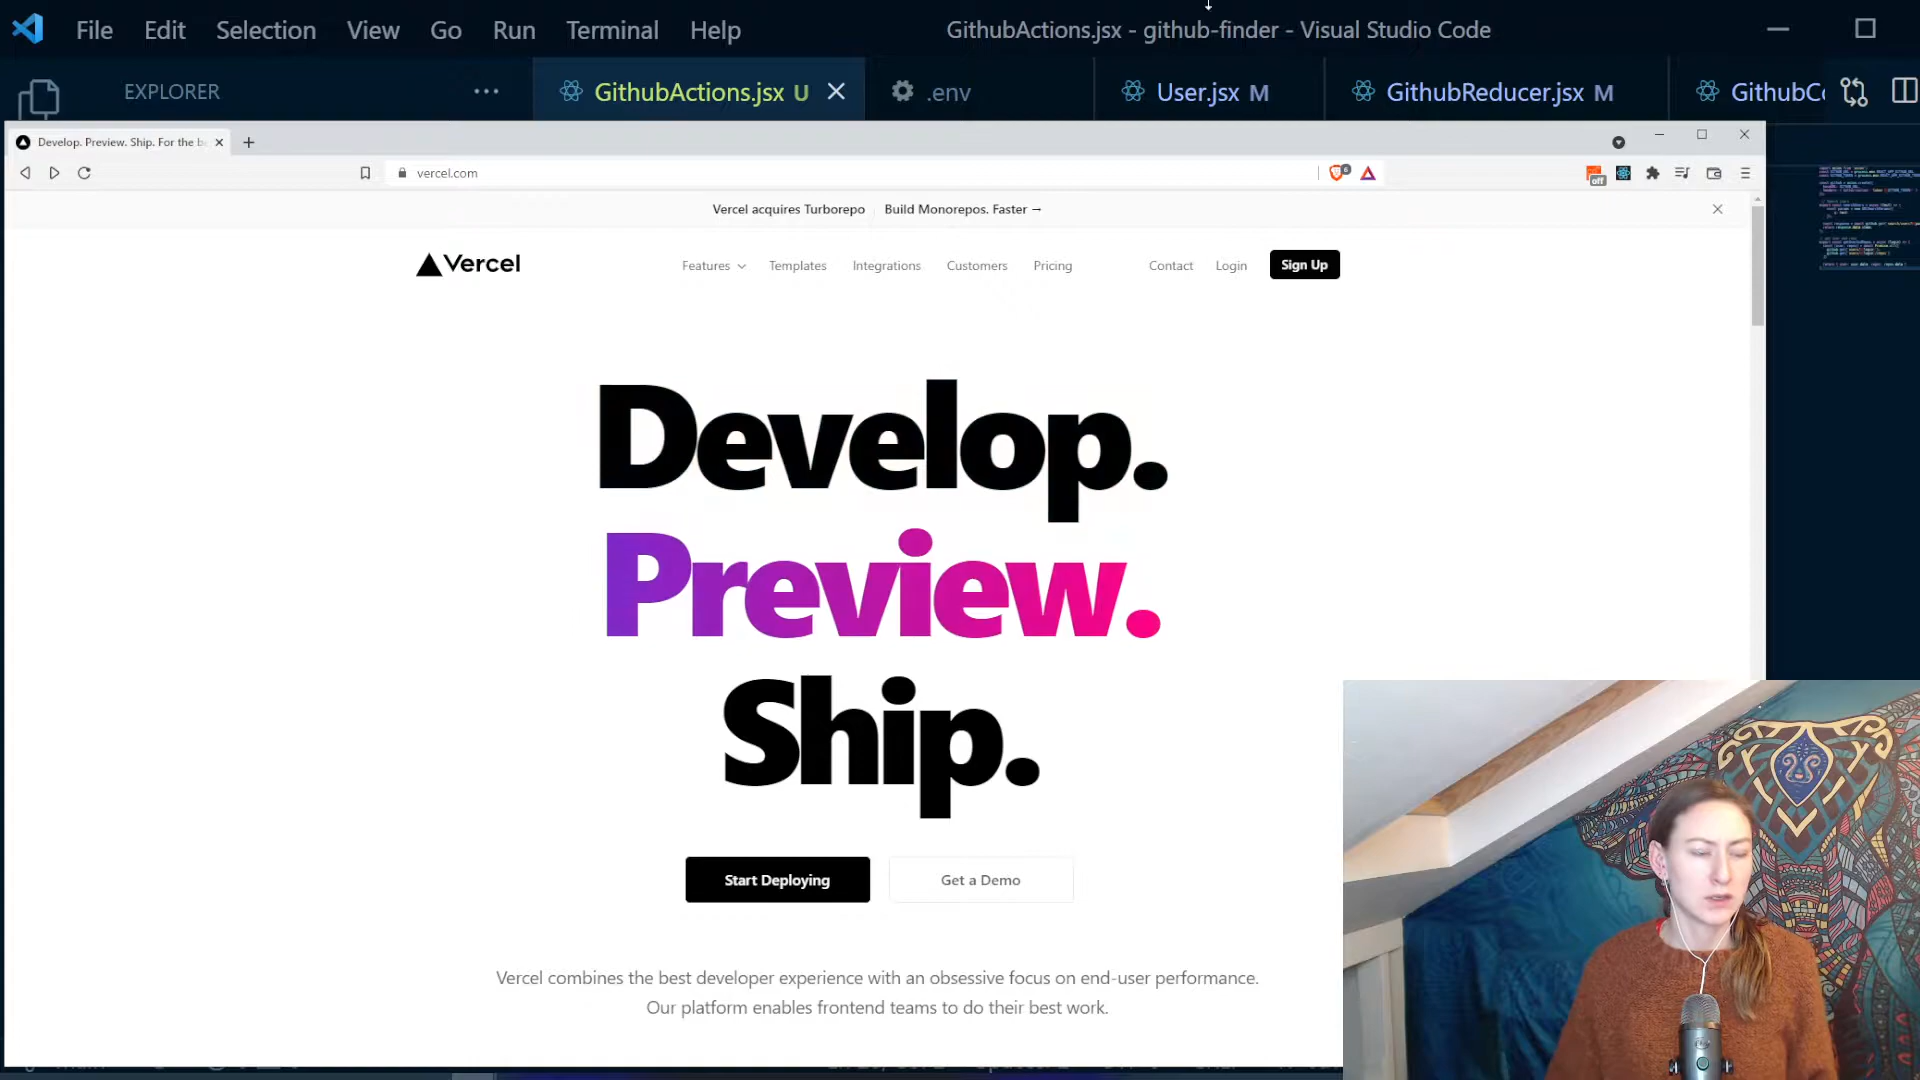 File Edit Selection View Go Run Terminal Help GithubActions.jsx - github-finder - Visual Studio Code
EXPLORER ... GithubActions.jsx U .env User.jsx M GithubReducer.jsx M GithubCo
Develop. Preview. Ship. For the be
vercel.com 6 off
Vercel acquires Turborepo Build Monorepos. Faster →
Vercel Features Templates Integrations Customers Pricing Contact Login Sign Up
Develop.
Preview.
Ship.
Start Deploying Get a Demo
Vercel combines the best developer experience with an obsessive focus on end-user performance.
Our platform enables frontend teams to do their best work.